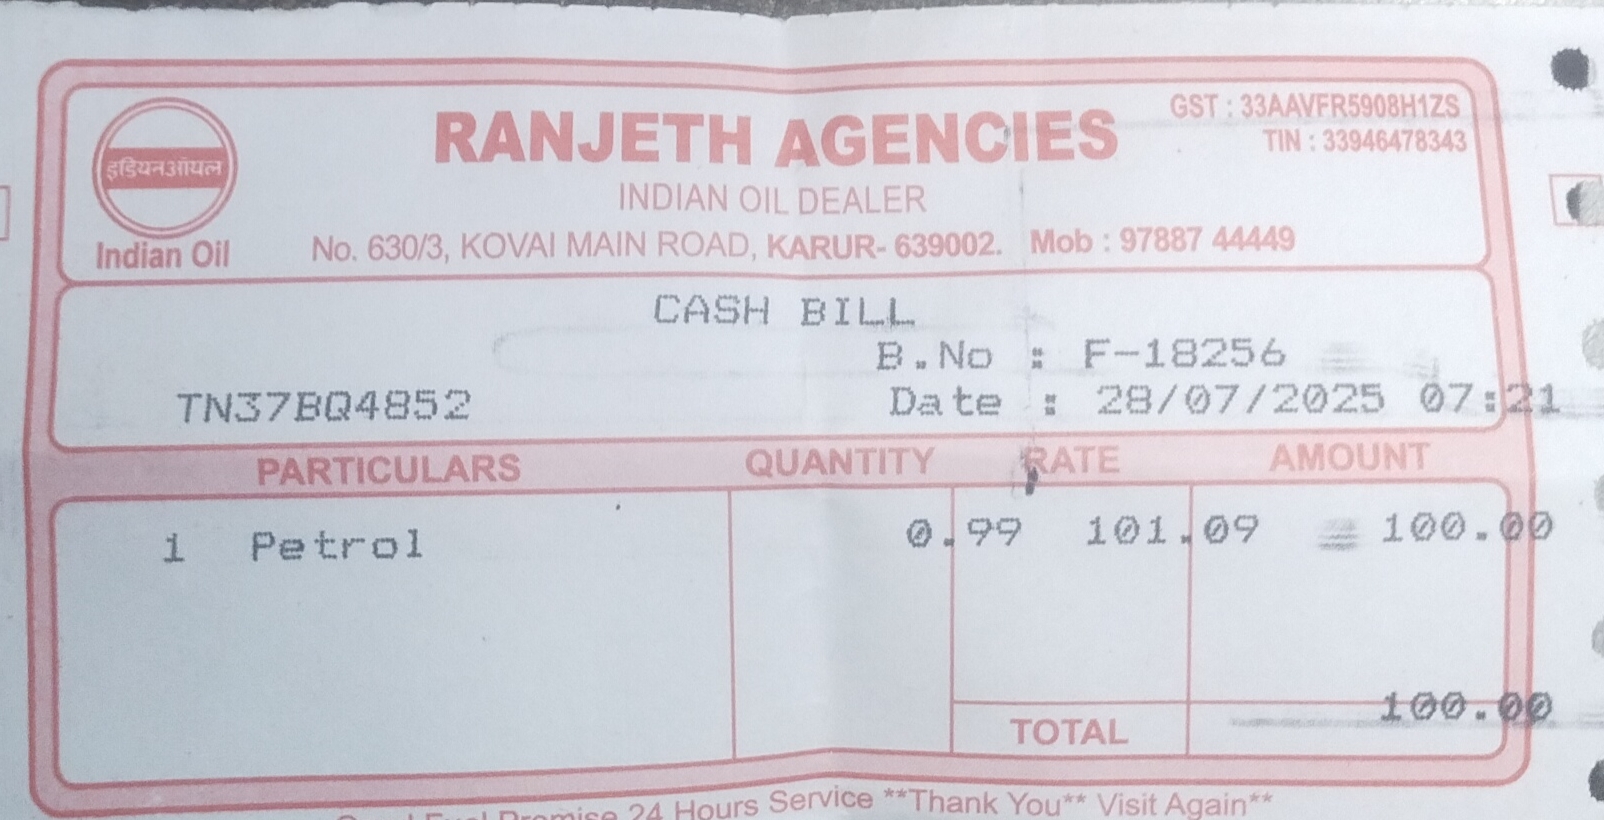 GST : 33AAVFR5908H1ZS
RANJETH AGENCIES
TIN : 33946478343
इंडियनऑयल
INDIAN OIL DEALER
Indian Oil
No. 630/3, KOVAI MAIN ROAD, KARUR- 639002. Mob : 97887 44449
CASH BILL
B.No : F-18256
TN37BQ4852
Date : 28/07/2025 07:21
PARTICULARS QUANTITY RATE AMOUNT
1 Petrol 0.99 101.09 100.00
100.00
TOTAL
Promise 24 Hours Service **Thank You** Visit Again**